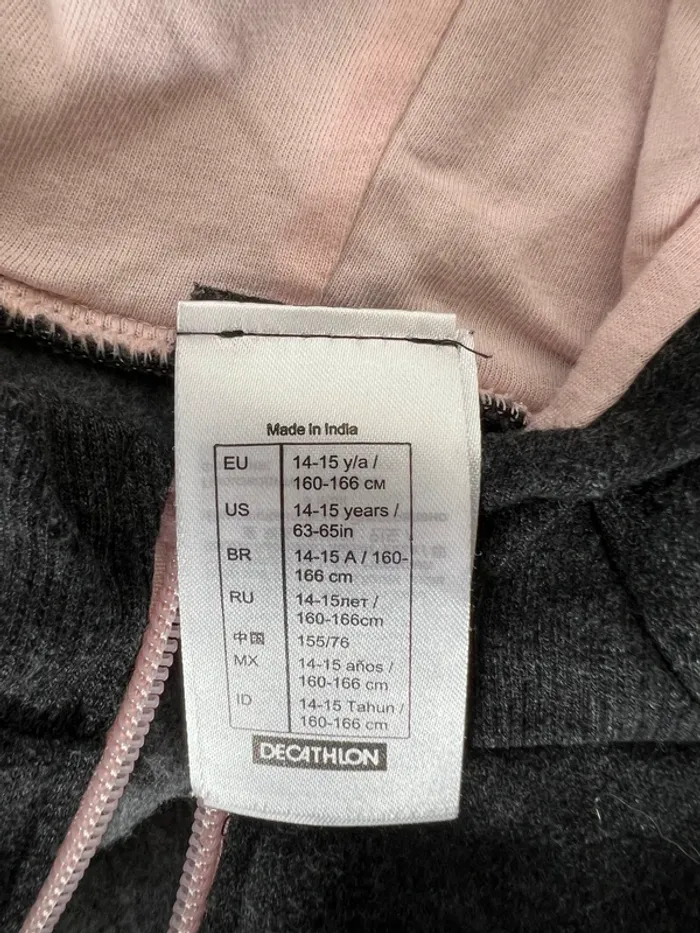 Made in India
EU 14-15 y/a /
160-166 см
US 14-15 years /
63-65in
BR 14-15 A / 160-
166 cm
RU 14-15лет /
160-166cm
中国 155/76
MX 14-15 años /
160-166 cm
ID 14-15 Tahun /
160-166 cm
DECATHLON